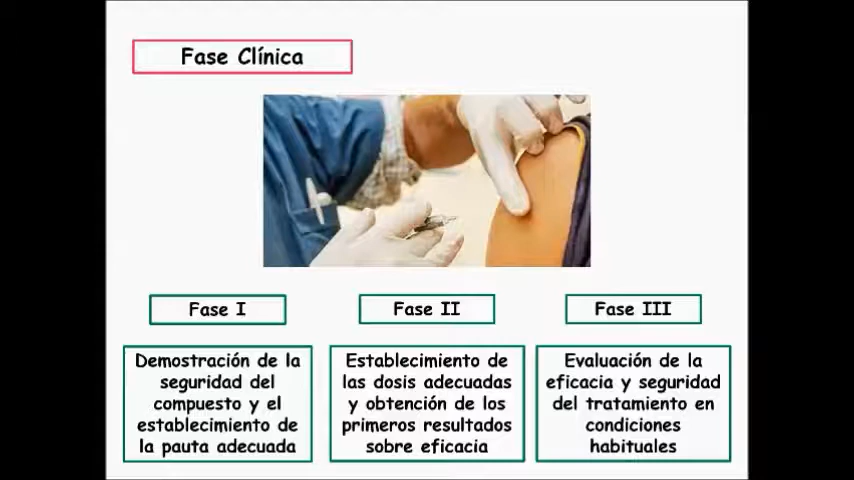 Fase Clínica
Fase I
Fase II
Fase III
Demostración de la
seguridad del
compuesto y el
establecimiento de
la pauta adecuada
Establecimiento de
las dosis adecuadas
y obtención de los
primeros resultados
sobre eficacia
Evaluación de la
eficacia y seguridad
del tratamiento en
condiciones
habituales